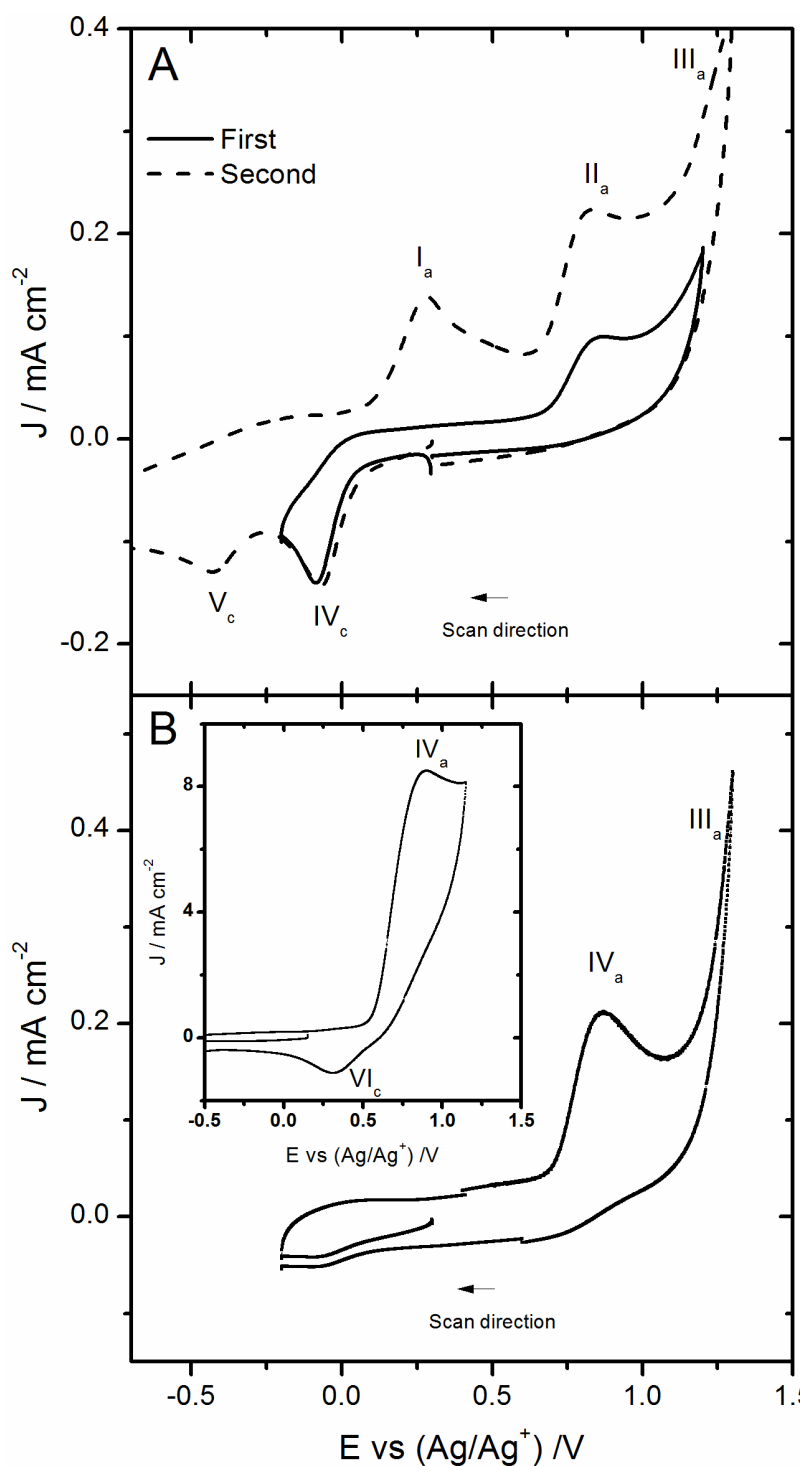 0.4
A
III_a
First
Second
II_a
0.2
I_a
J / mA cm^-2
0.0
V_c
IV_c
Scan direction
-0.2
B
IV_a
8
III_a
0.4
J / mA cm^-2
4
IV_a
0.2
J / mA cm^-2
0
VI_c
-0.5 0.0 0.5 1.0 1.5
E vs (Ag/Ag^+) /V
0.0
Scan direction
-0.5 0.0 0.5 1.0 1.5
E vs (Ag/Ag^+) /V